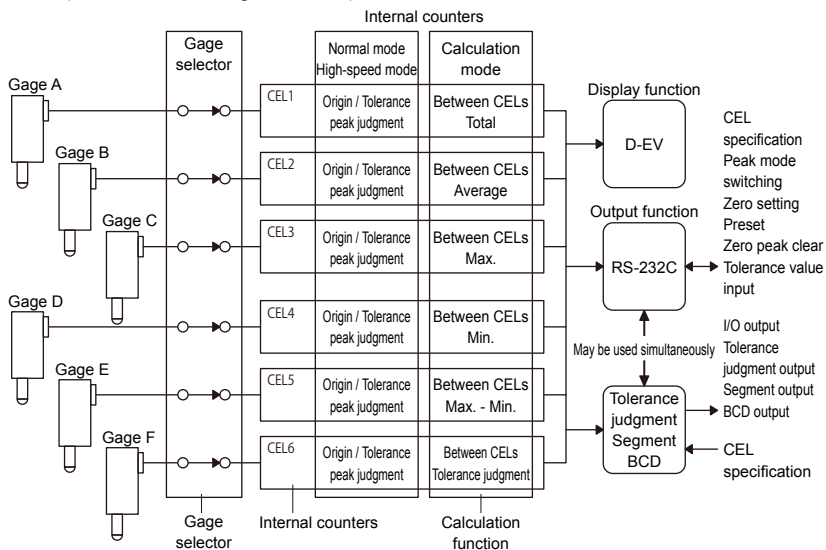 Internal counters
Gage
selector
Normal mode
High-speed mode
Calculation
mode
Gage A
CEL1
Origin / Tolerance
peak judgment
Between CELs
Total
Gage B
CEL2
Origin / Tolerance
peak judgment
Between CELs
Average
Gage C
CEL3
Origin / Tolerance
peak judgment
Between CELs
Max.
Gage D
CEL4
Origin / Tolerance
peak judgment
Between CELs
Min.
Gage E
CEL5
Origin / Tolerance
peak judgment
Between CELs
Max. - Min.
Gage F
CEL6
Origin / Tolerance
peak judgment
Between CELs
Tolerance judgment
Gage
selector
Internal counters
Calculation
function
Display function
D-EV
Output function
RS-232C
CEL
specification
Peak mode
switching
Zero setting
Preset
Zero peak clear
Tolerance value
input
May be used simultaneously
Tolerance
judgment
Segment
BCD
I/O output
Tolerance
judgment output
Segment output
BCD output
CEL
specification